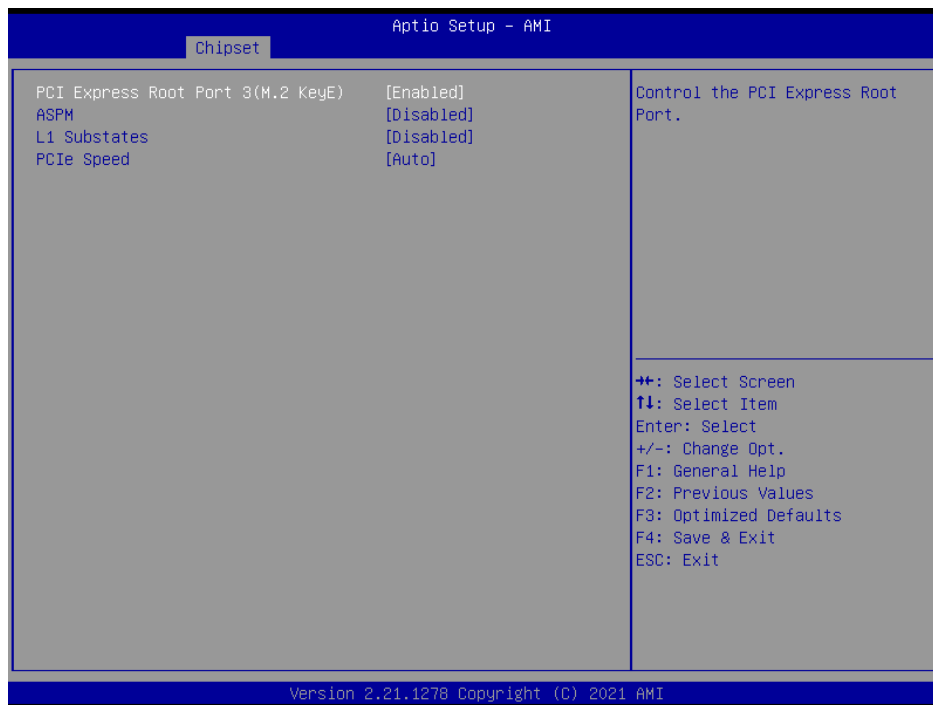 Aptio Setup – AMI
Chipset
PCI Express Root Port 3(M.2 KeyE) [Enabled]
ASPM [Disabled]
L1 Substates [Disabled]
PCIe Speed [Auto]
Control the PCI Express Root
Port.
→←: Select Screen
↑↓: Select Item
Enter: Select
+/-: Change Opt.
F1: General Help
F2: Previous Values
F3: Optimized Defaults
F4: Save & Exit
ESC: Exit
Version 2.21.1278 Copyright (C) 2021 AMI